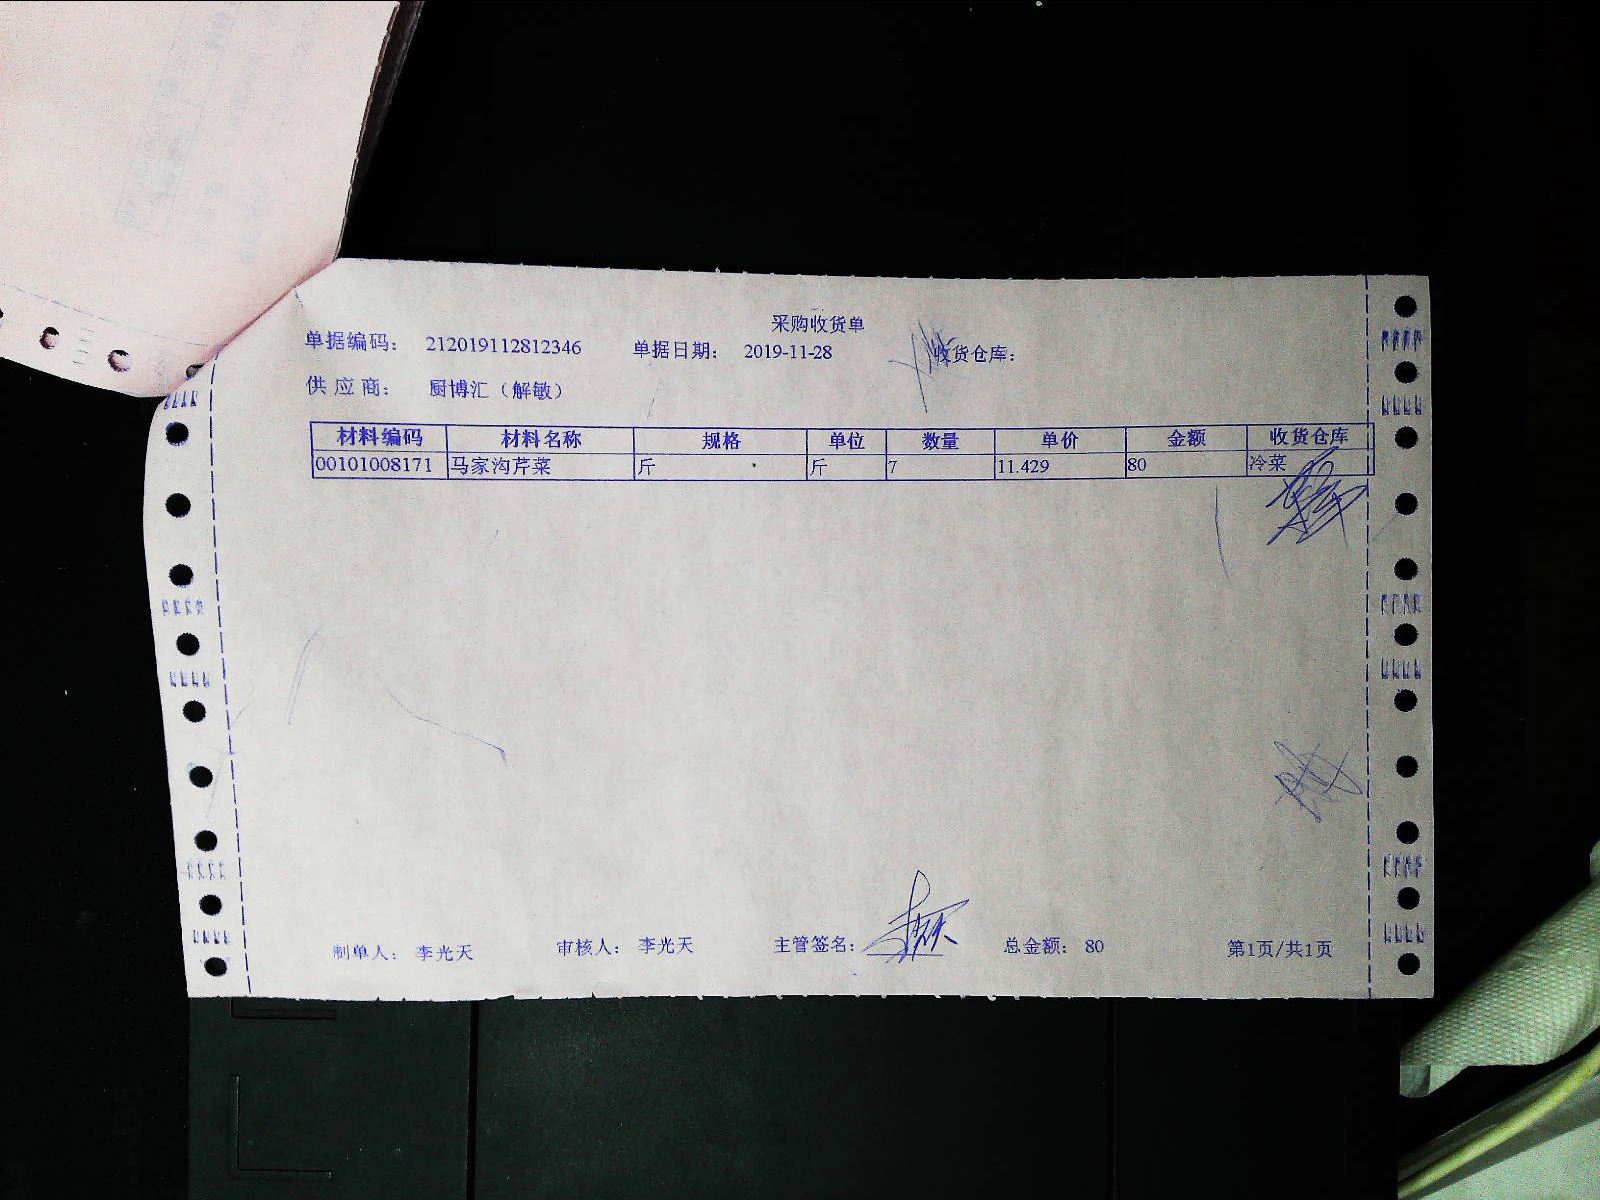 采购收货单
单据编码: 212019112812346 单据日期: 2019-11-28 收货仓库:
供应商: 厨博汇（解敏）
材料编码 材料名称 规格 单位 数量 单价 金额 收货仓库
00101008171 马家沟芹菜 斤 斤 7 11.429 80 冷菜
制单人: 李光天 审核人: 李光天 主管签名: 总金额: 80 第1页/共1页